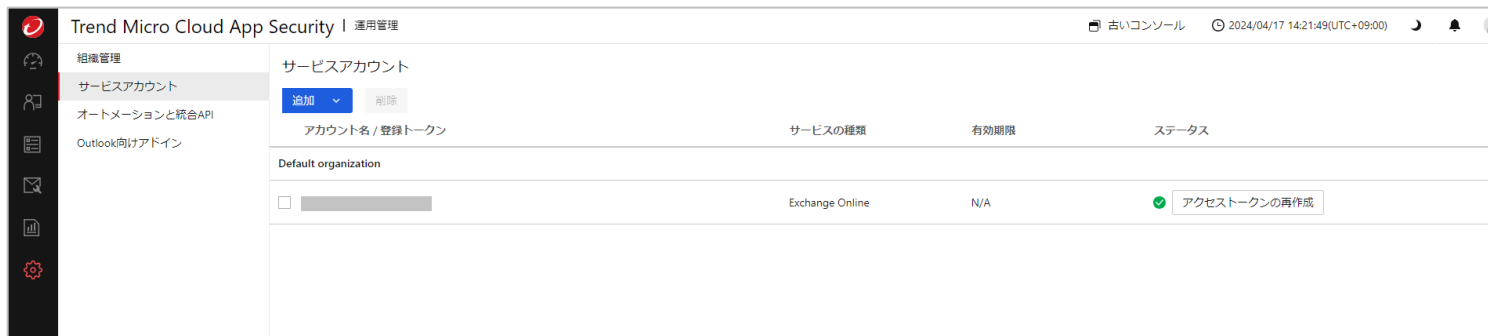 Trend Micro Cloud App Security | 運用管理
古いコンソール 2024/04/17 14:21:49(UTC+09:00)
組織管理
サービスアカウント
オートメーションと統合API
Outlook向けアドイン
サービスアカウント
追加 削除
アカウント名 / 登録トークン サービスの種類 有効期限 ステータス
Default organization
Exchange Online N/A アクセストークンの再作成